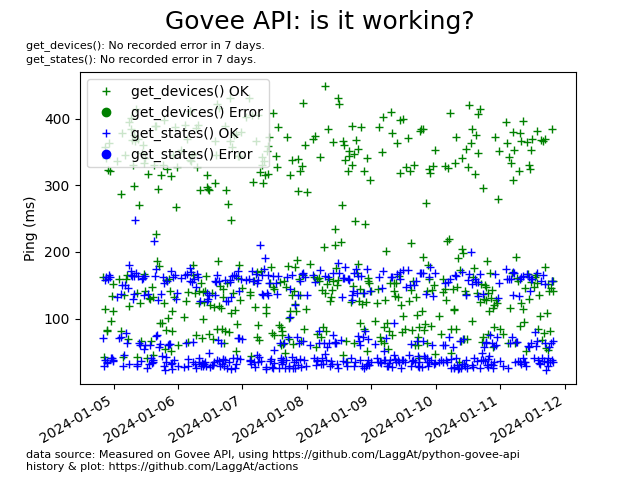 Govee API: is it working?
get_devices(): No recorded error in 7 days.
get_states(): No recorded error in 7 days.
get_devices() OK
get_devices() Error
get_states() OK
get_states() Error
Ping (ms)
400
300
200
100
2024-01-05
2024-01-06
2024-01-07
2024-01-08
2024-01-09
2024-01-10
2024-01-11
2024-01-12
data source: Measured on Govee API, using https://github.com/LaggAt/python-govee-api
history & plot: https://github.com/LaggAt/actions